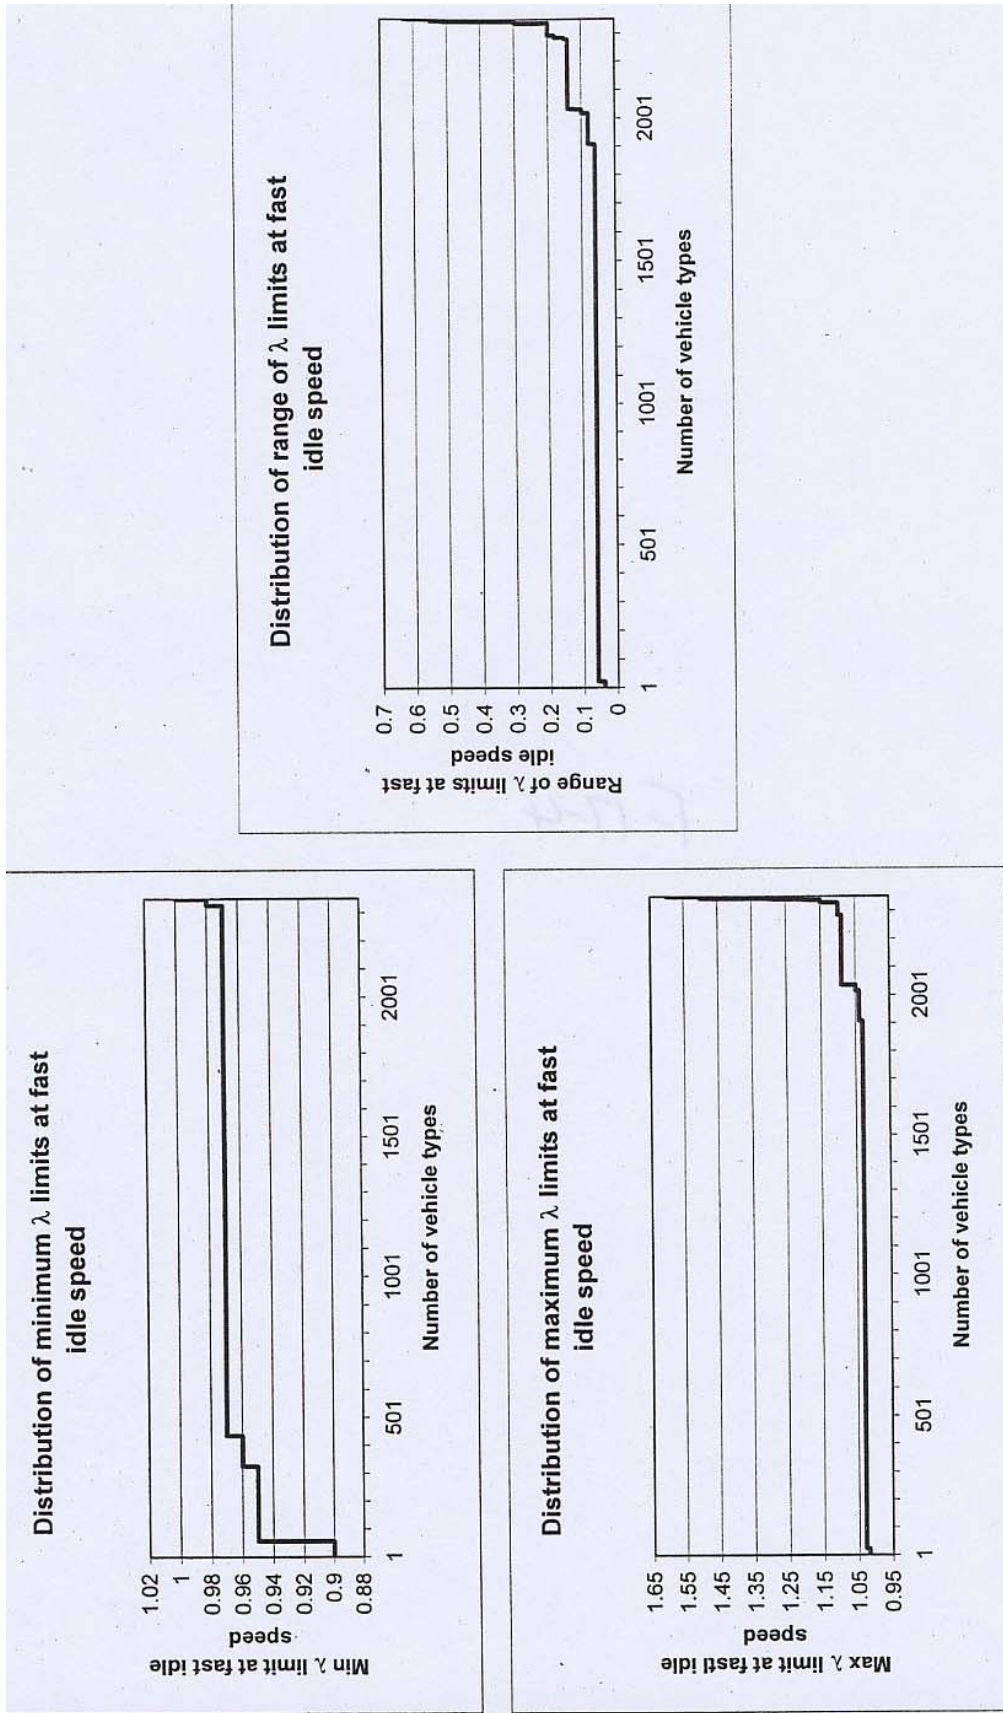 Distribution of minimum λ limits at fast
idle speed
Min λ limit at fast idle
speed
1.02
1
0.98
0.96
0.94
0.92
0.9
0.88
1
501
1001
1501
2001
Number of vehicle types
Distribution of maximum λ limits at fast
idle speed
Max λ limit at fastl idle
speed
1.65
1.55
1.45
1.35
1.25
1.15
1.05
0.95
1
501
1001
1501
2001
Number of vehicle types
Distribution of range of λ limits at fast
idle speed
Range of λ limits at fast
idle speed
0.7
0.6
0.5
0.4
0.3
0.2
0.1
0
1
501
1001
1501
2001
Number of vehicle types